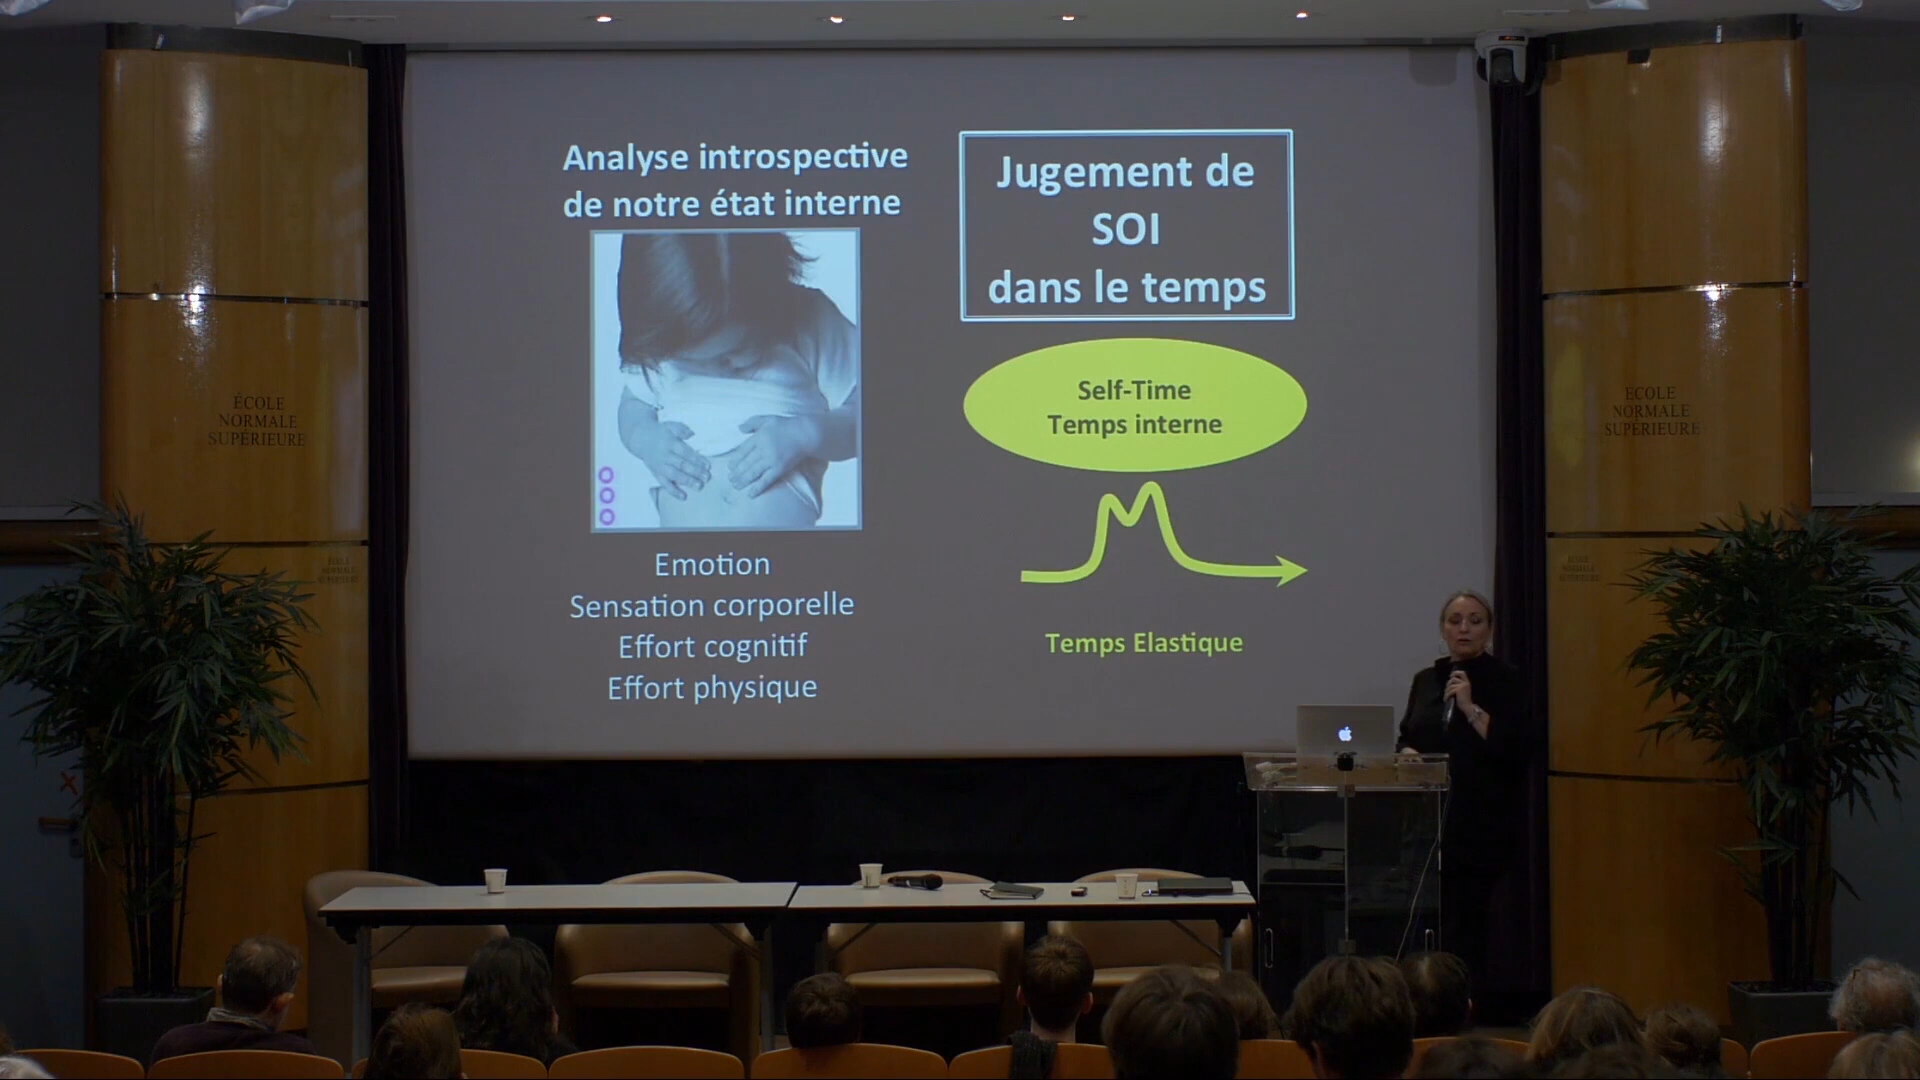 Analyse introspective
de notre état interne
Emotion
Sensation corporelle
Effort cognitif
Effort physique
Jugement de
SOI
dans le temps
Self-Time
Temps interne
Temps Elastique
ÉCOLE
NORMALE
SUPÉRIEURE
ECOLE
NORMALE
SUPÉRIEURE